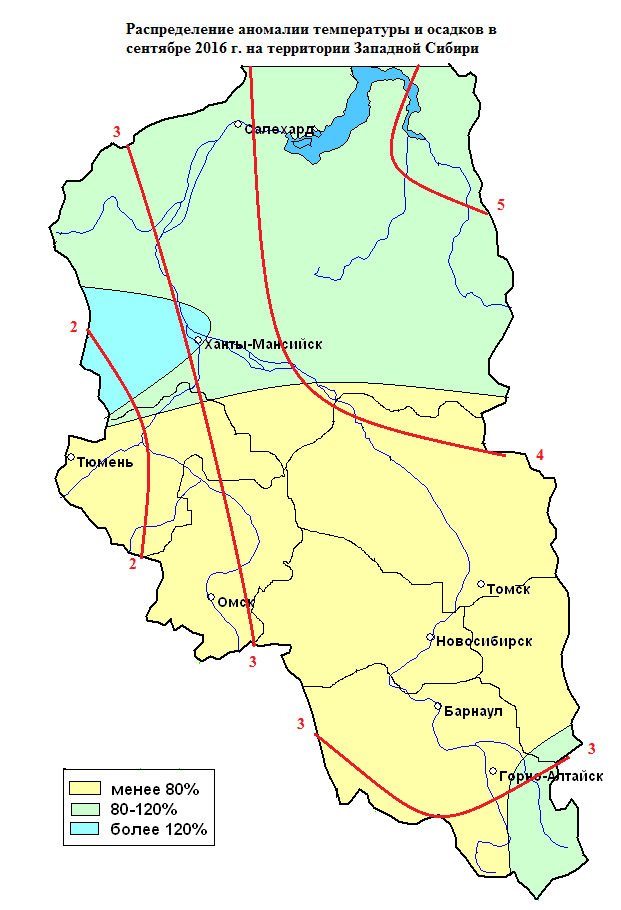 Распределение аномалии температуры и осадков в
сентябре 2016 г. на территории Западной Сибири
3
Салехард
5
2
Ханты-Мансийск
4
Тюмень
2
Томск
Омск
Новосибирск
3
Барнаул
3
3
Горно-Алтайск
менее 80%
80-120%
более 120%